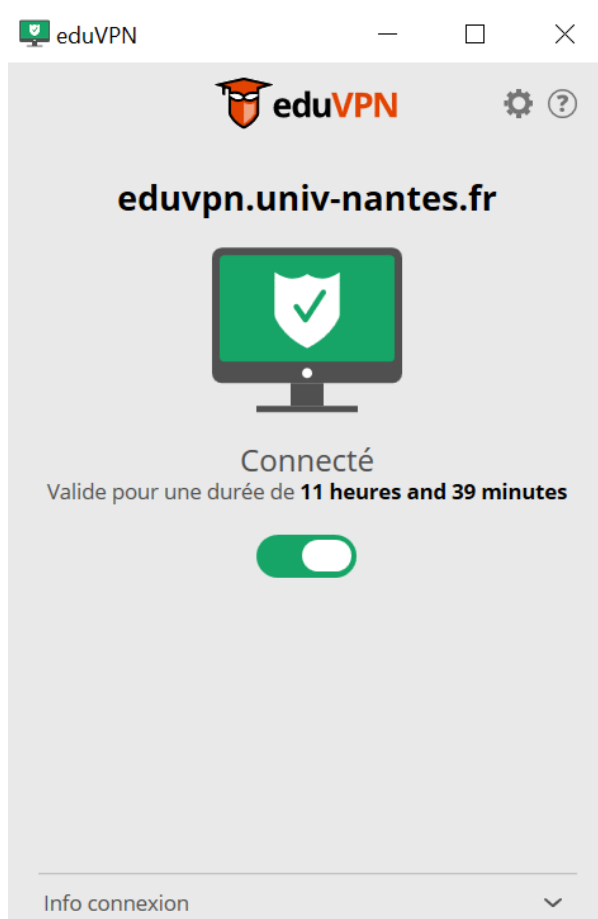 eduVPN
eduVPN
eduvpn.univ-nantes.fr
Connecté
Valide pour une durée de 11 heures and 39 minutes
Info connexion